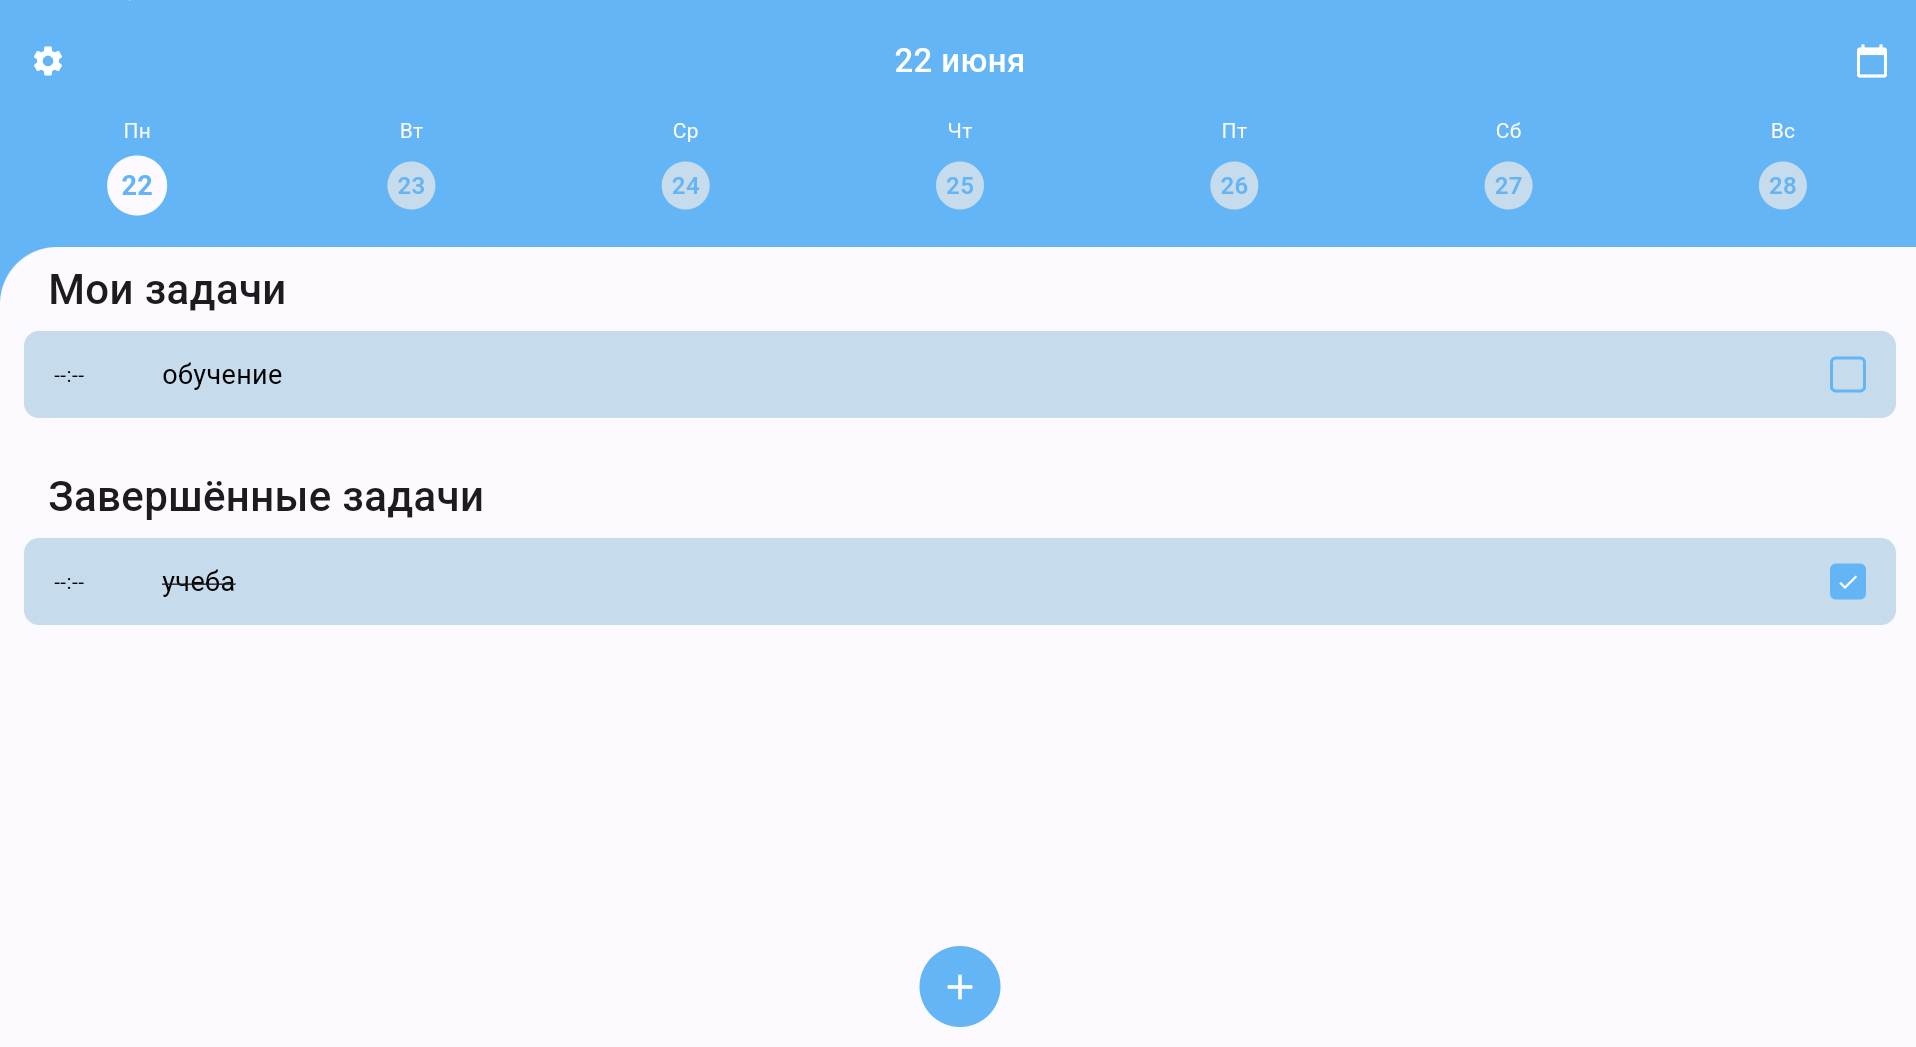 22 июня
Пн Вт Ср Чт Пт Сб Вс
22 23 24 25 26 27 28
Мои задачи
--:-- обучение
Завершённые задачи
--:-- учеба